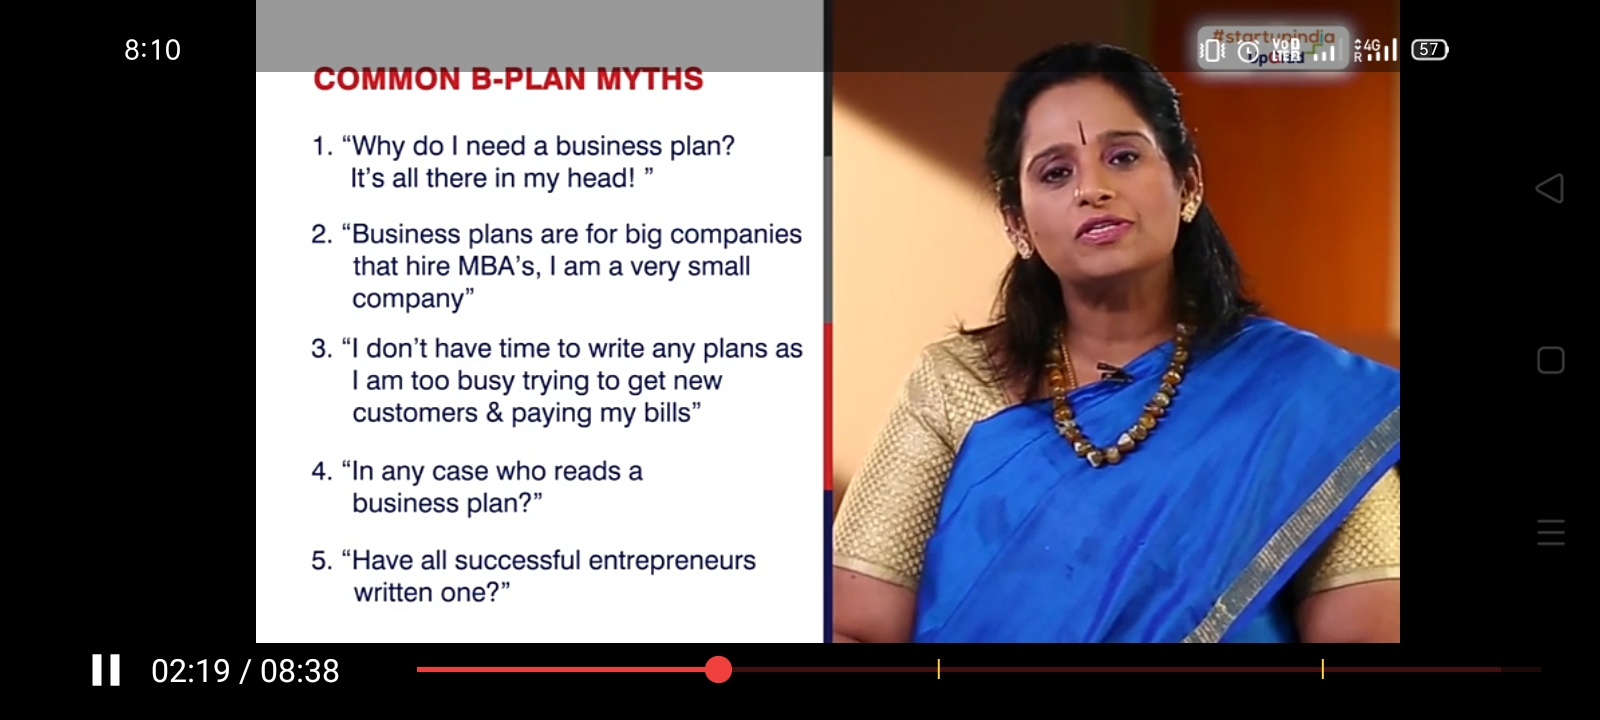 8:10
#startupindia
VoD
LTE2
4G
R
57
COMMON B-PLAN MYTHS
1. “Why do I need a business plan?
It’s all there in my head! ”
2. “Business plans are for big companies
that hire MBA’s, I am a very small
company”
3. “I don’t have time to write any plans as
I am too busy trying to get new
customers & paying my bills”
4. “In any case who reads a
business plan?”
5. “Have all successful entrepreneurs
written one?”
02:19 / 08:38